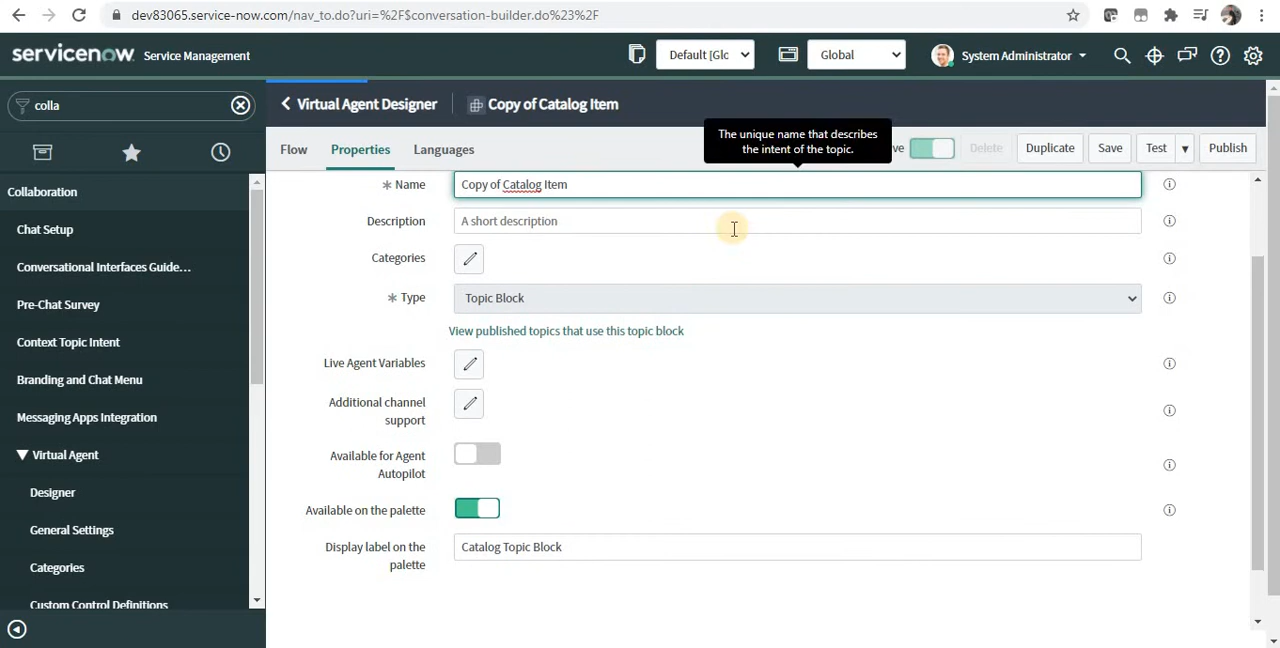 dev83065.service-now.com/nav_to.do?uri=%2F$conversation-builder.do%23%2F
servicenow Service Management
Default [Glc
Global
System Administrator
colla
Virtual Agent Designer
Copy of Catalog Item
The unique name that describes
the intent of the topic.
Flow
Properties
Languages
ve
Delete
Duplicate
Save
Test
Publish
Collaboration
Chat Setup
Conversational Interfaces Guide...
Pre-Chat Survey
Context Topic Intent
Branding and Chat Menu
Messaging Apps Integration
Virtual Agent
Designer
General Settings
Categories
Custom Control Definitions
* Name
Copy of Catalog Item
Description
A short description
Categories
* Type
Topic Block
View published topics that use this topic block
Live Agent Variables
Additional channel
support
Available for Agent
Autopilot
Available on the palette
Display label on the
palette
Catalog Topic Block